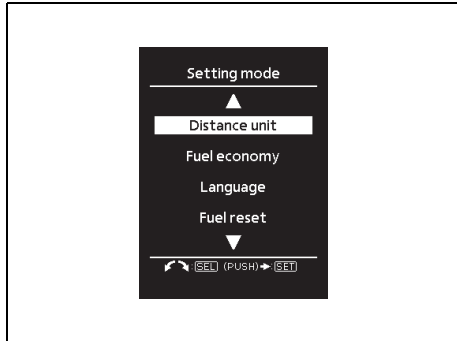 Setting mode
Distance unit
Fuel economy
Language
Fuel reset
:SEL (PUSH)➔:SET